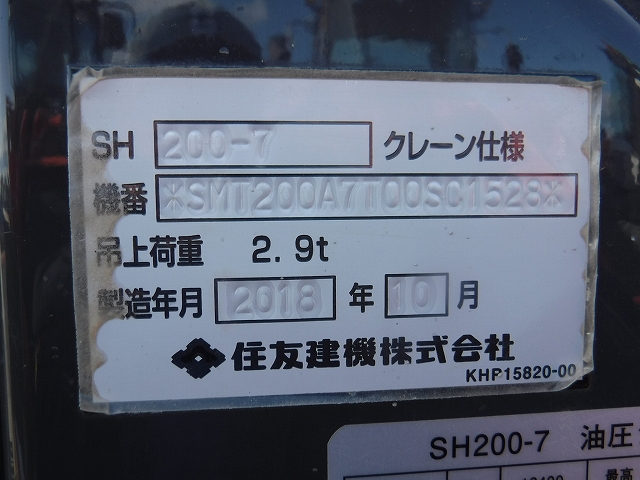 SH 200-7 クレーン仕様
機番 *SMT200A7T00SC1528*
吊上荷重 2.9t
製造年月 2018 年 10 月
住友建機株式会社
KHP15820-00
SH200-7 油圧
最高